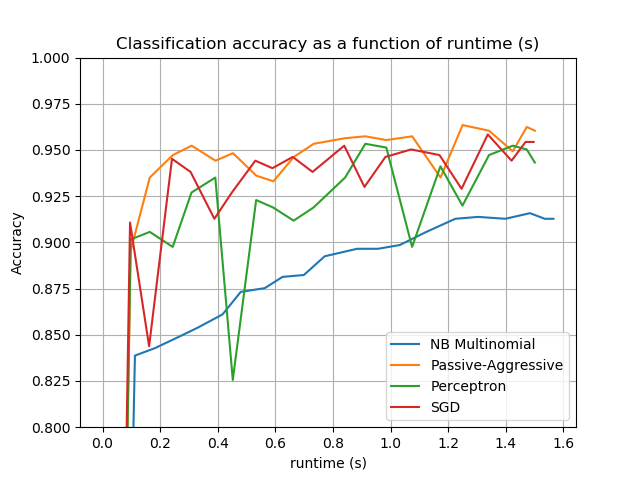 Classification accuracy as a function of runtime (s)
1.000
0.975
0.950
0.925
0.900
0.875
0.850
0.825
0.800
Accuracy
0.0 0.2 0.4 0.6 0.8 1.0 1.2 1.4 1.6
runtime (s)
NB Multinomial
Passive-Aggressive
Perceptron
SGD